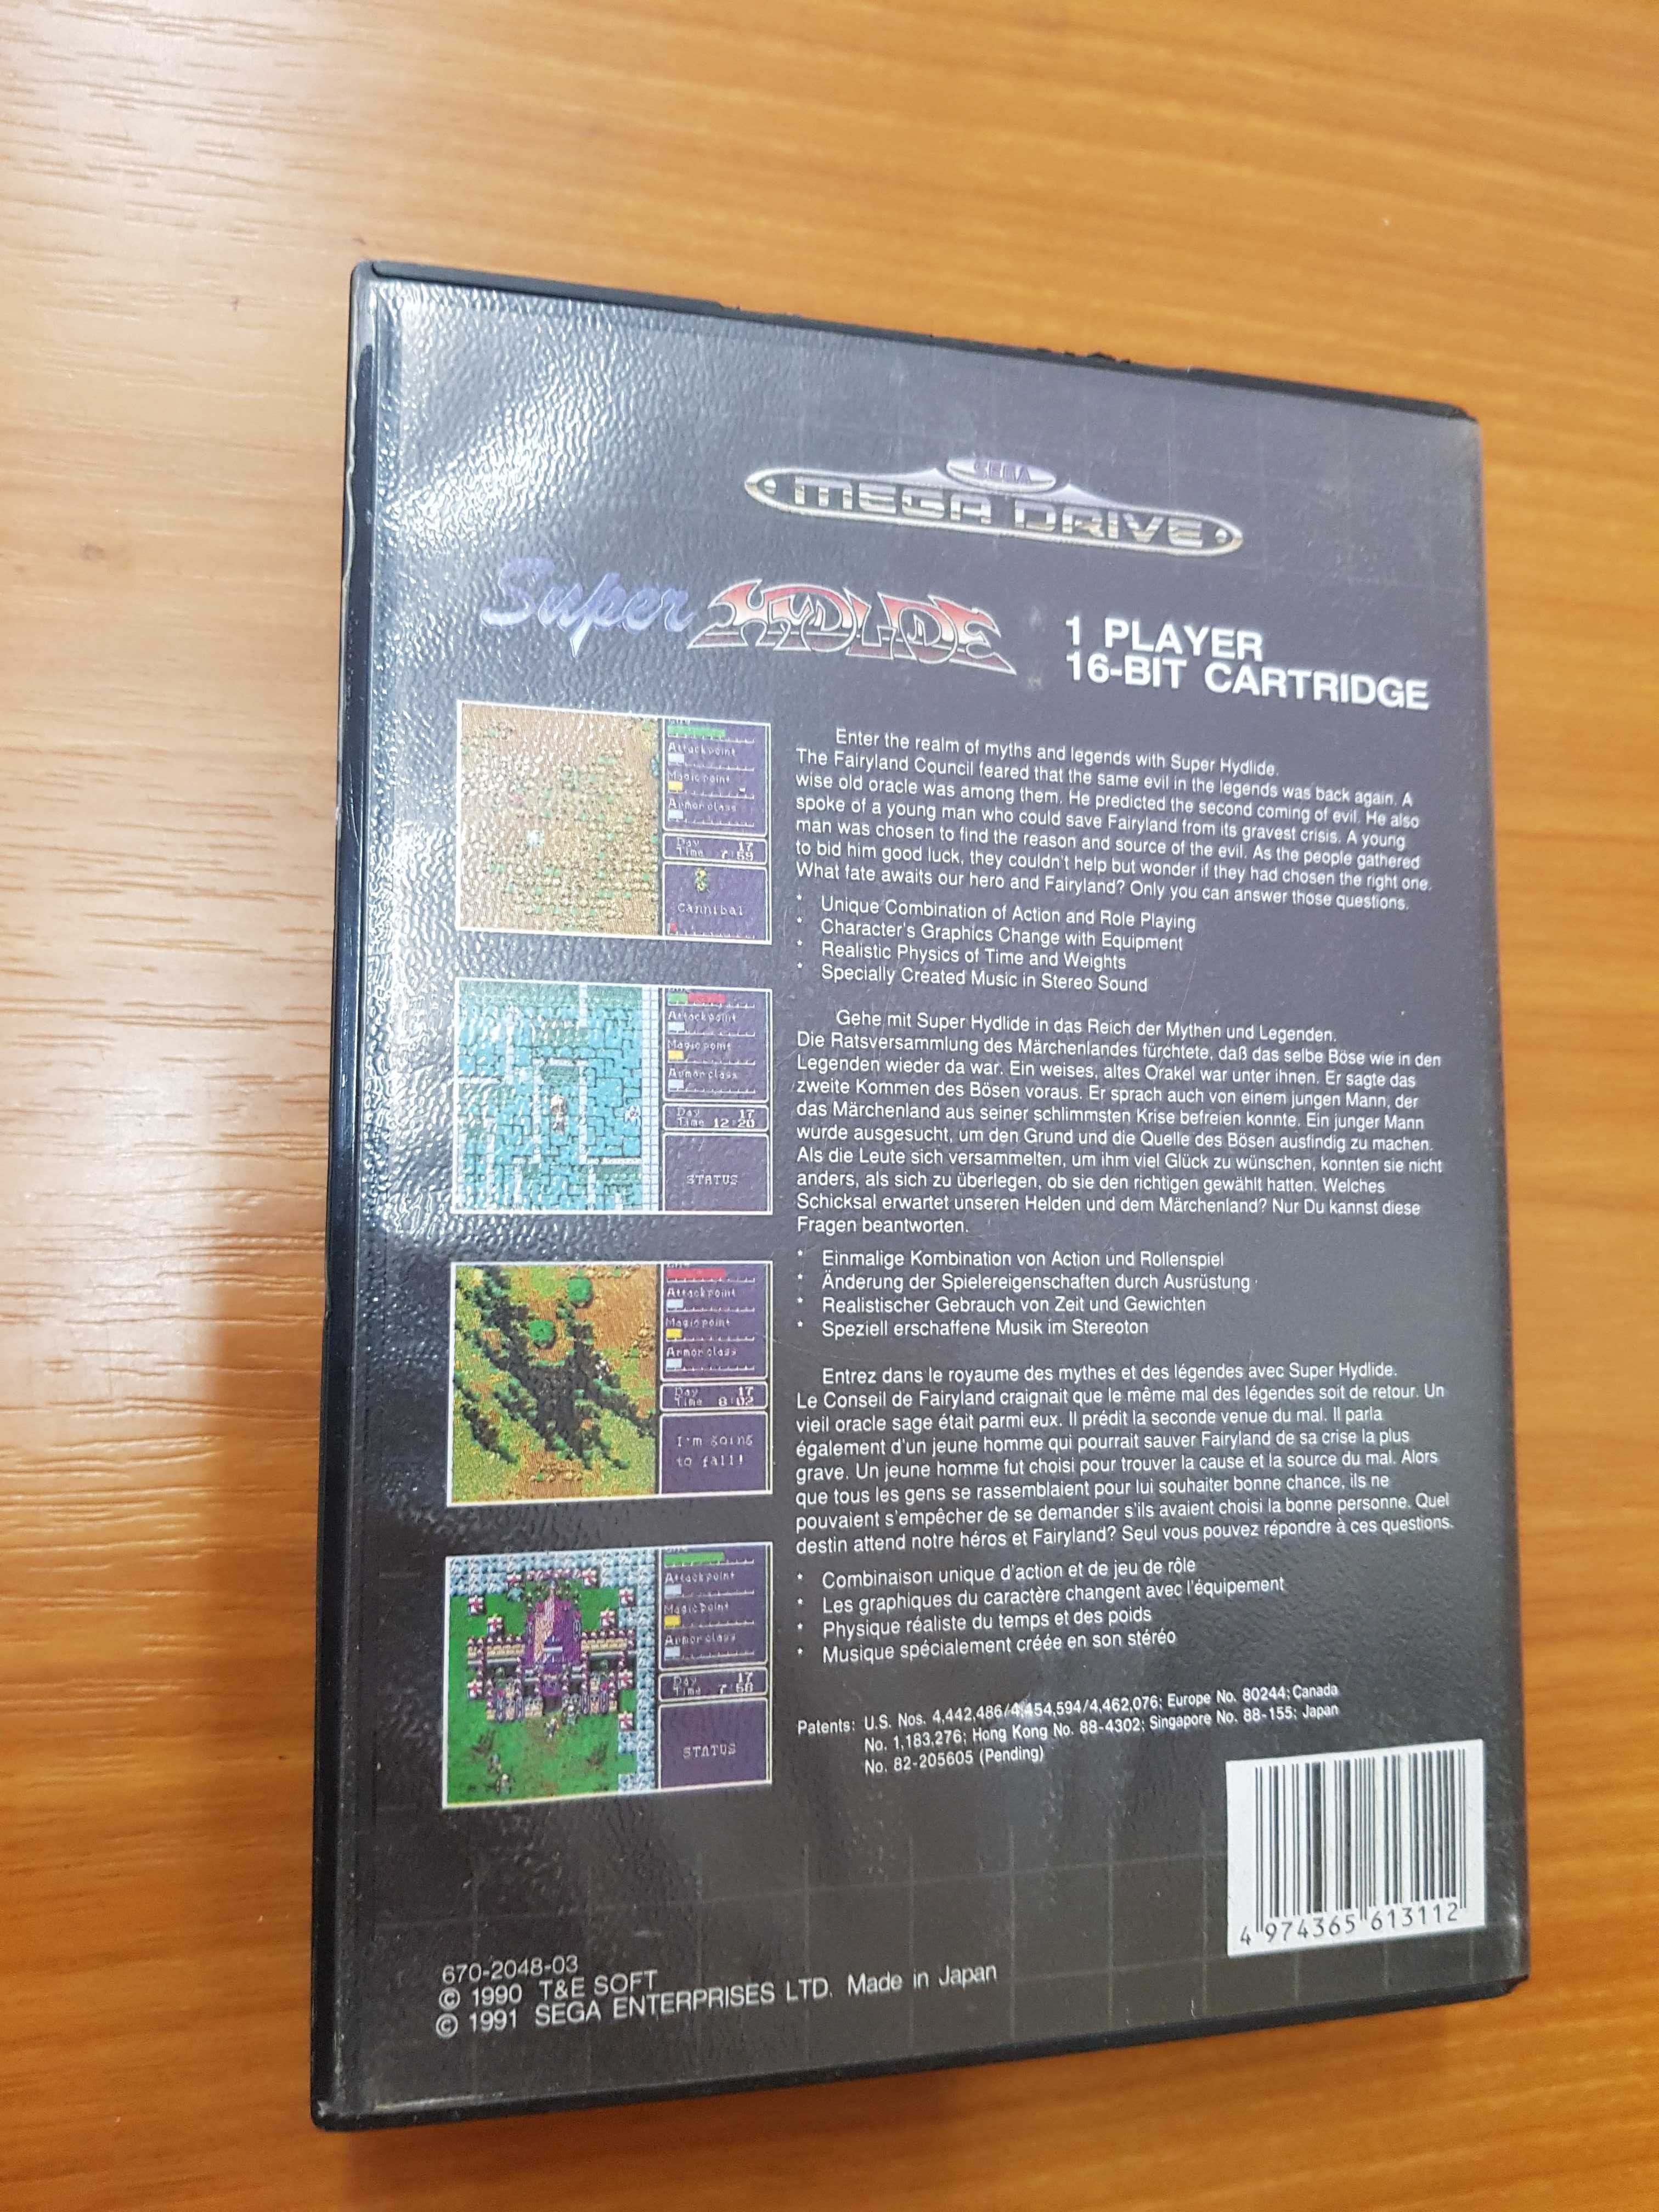 SEGA
MEGA DRIVE
Super HYDLIDE
1 PLAYER
16-BIT CARTRIDGE
Attack point
Magic point
Armor class
Day 17
Time 7:59
Cannibal
Attack point
Magic point
Armor class
Day 17
Time 12:20
STATUS
Attack point
Magic point
Armor class
Day 17
Time 8:02
I'm going
to fall!
Attack point
Magic point
Armor class
Day 17
Time 7:58
STATUS
Enter the realm of myths and legends with Super Hydlide.
The Fairyland Council feared that the same evil in the legends was back again. A
wise old oracle was among them. He predicted the second coming of evil. He also
spoke of a young man who could save Fairyland from its gravest crisis. A young
man was chosen to find the reason and source of the evil. As the people gathered
to bid him good luck, they couldn't help but wonder if they had chosen the right one.
What fate awaits our hero and Fairyland? Only you can answer those questions.
* Unique Combination of Action and Role Playing
* Character's Graphics Change with Equipment
* Realistic Physics of Time and Weights
* Specially Created Music in Stereo Sound
Gehe mit Super Hydlide in das Reich der Mythen und Legenden.
Die Ratsversammlung des Märchenlandes fürchtete, daß das selbe Böse wie in den
Legenden wieder da war. Ein weises, altes Orakel war unter ihnen. Er sagte das
zweite Kommen des Bösen voraus. Er sprach auch von einem jungen Mann, der
das Märchenland aus seiner schlimmsten Krise befreien konnte. Ein junger Mann
wurde ausgesucht, um den Grund und die Quelle des Bösen ausfindig zu machen.
Als die Leute sich versammelten, um ihm viel Glück zu wünschen, konnten sie nicht
anders, als sich zu überlegen, ob sie den richtigen gewählt hatten. Welches
Schicksal erwartet unseren Helden und dem Märchenland? Nur Du kannst diese
Fragen beantworten.
* Einmalige Kombination von Action und Rollenspiel
* Änderung der Spielereigenschaften durch Ausrüstung
* Realistischer Gebrauch von Zeit und Gewichten
* Speziell erschaffene Musik im Stereoton
Entrez dans le royaume des mythes et des légendes avec Super Hydlide.
Le Conseil de Fairyland craignait que le même mal des légendes soit de retour. Un
vieil oracle sage était parmi eux. Il prédit la seconde venue du mal. Il parla
également d'un jeune homme qui pourrait sauver Fairyland de sa crise la plus
grave. Un jeune homme fut choisi pour trouver la cause et la source du mal. Alors
que tous les gens se rassemblaient pour lui souhaiter bonne chance, ils ne
pouvaient s'empêcher de se demander s'ils avaient choisi la bonne personne. Quel
destin attend notre héros et Fairyland? Seul vous pouvez répondre à ces questions.
* Combinaison unique d'action et de jeu de rôle
* Les graphiques du caractère changent avec l'équipement
* Physique réaliste du temps et des poids
* Musique spécialement créée en son stéréo
Patents: U.S. Nos. 4,442,486/4,454,594/4,462,076; Europe No. 80244; Canada
No. 1,183,276; Hong Kong No. 88-4302; Singapore No. 88-155; Japan
No. 82-205605 (Pending)
4 974365 613112
670-2048-03
© 1990 T&E SOFT
© 1991 SEGA ENTERPRISES LTD. Made in Japan